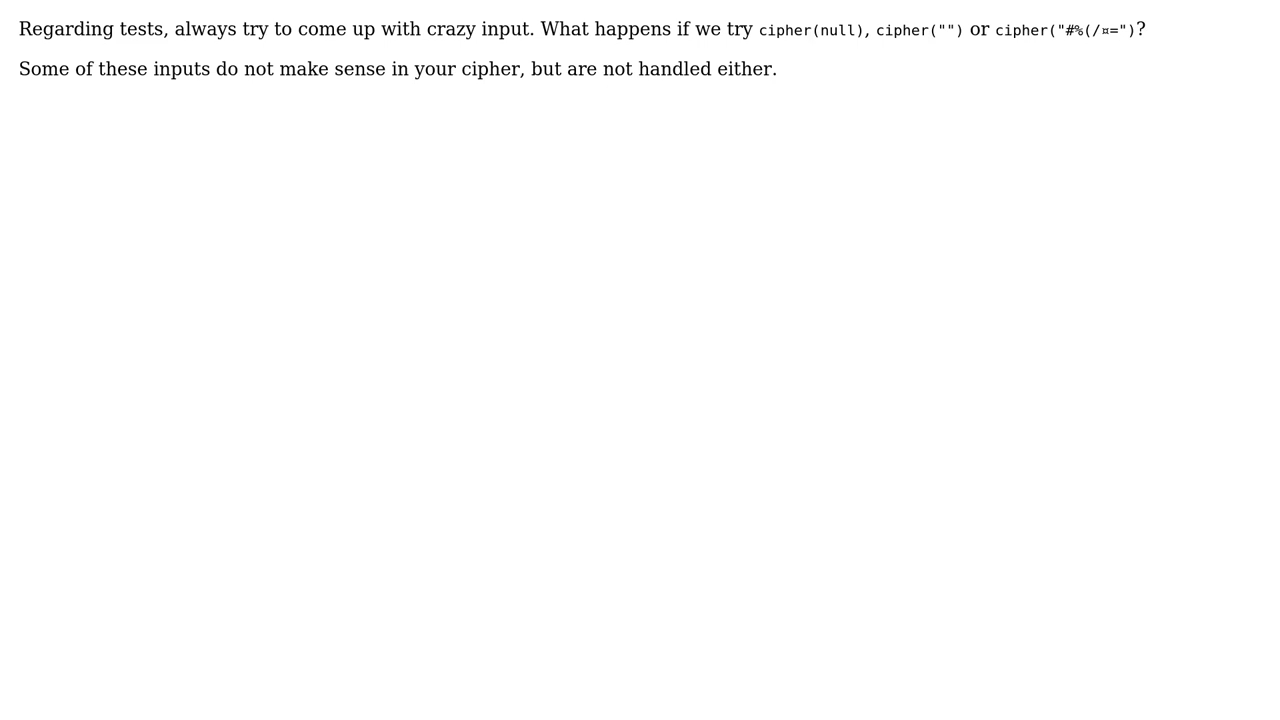 Regarding tests, always try to come up with crazy input. What happens if we try cipher(null), cipher("") or cipher("#%(/¤=")?
Some of these inputs do not make sense in your cipher, but are not handled either.